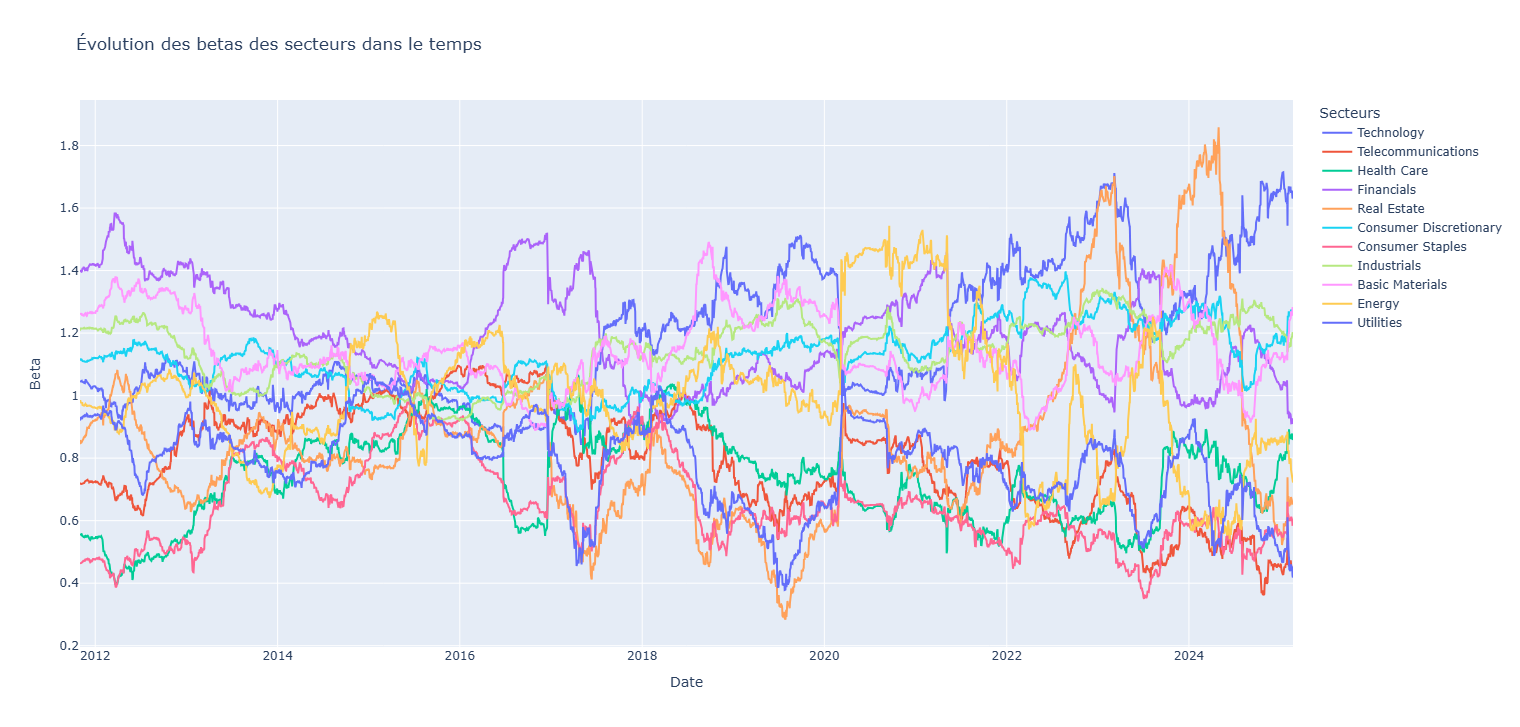 Évolution des betas des secteurs dans le temps
Secteurs
Technology
Telecommunications
Health Care
Financials
Real Estate
Consumer Discretionary
Consumer Staples
Industrials
Basic Materials
Energy
Utilities
Beta
1.8
1.6
1.4
1.2
1
0.8
0.6
0.4
0.2
2012 2014 2016 2018 2020 2022 2024
Date